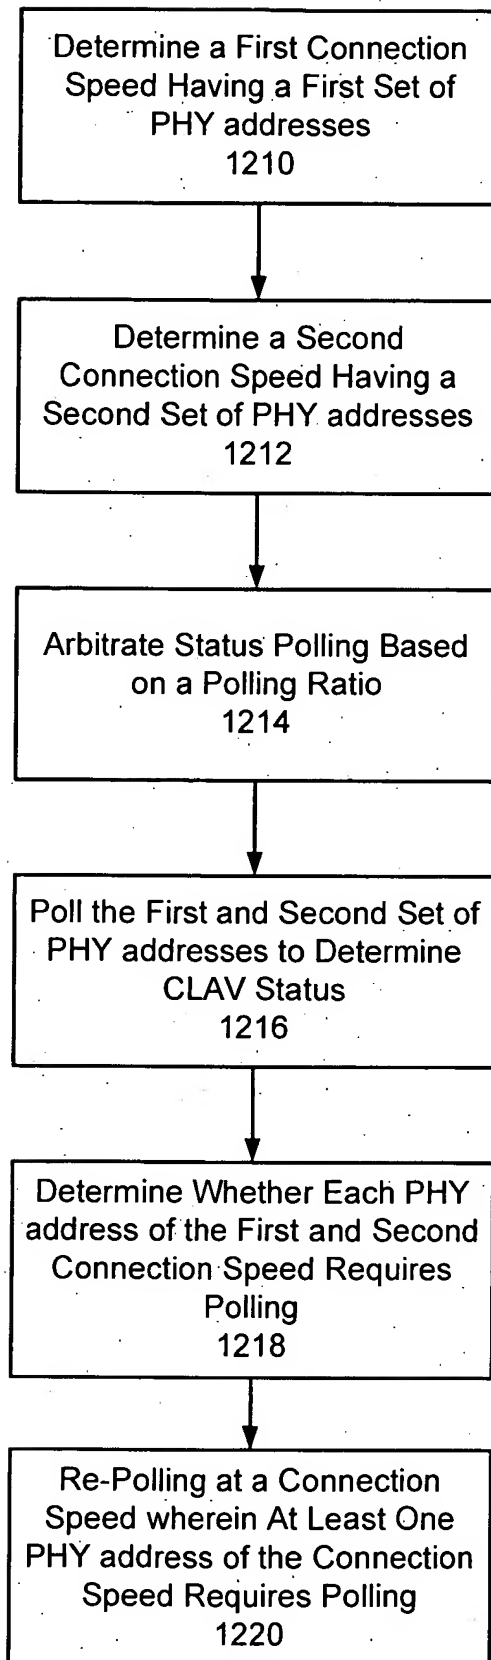 Determine a First Connection
Speed Having a First Set of
PHY addresses
1210
Determine a Second
Connection Speed Having a
Second Set of PHY addresses
1212
Arbitrate Status Polling Based
on a Polling Ratio
1214
Poll the First and Second Set of
PHY addresses to Determine
CLAV Status
1216
Determine Whether Each PHY
address of the First and Second
Connection Speed Requires
Polling
1218
Re-Polling at a Connection
Speed wherein At Least One
PHY address of the Connection
Speed Requires Polling
1220